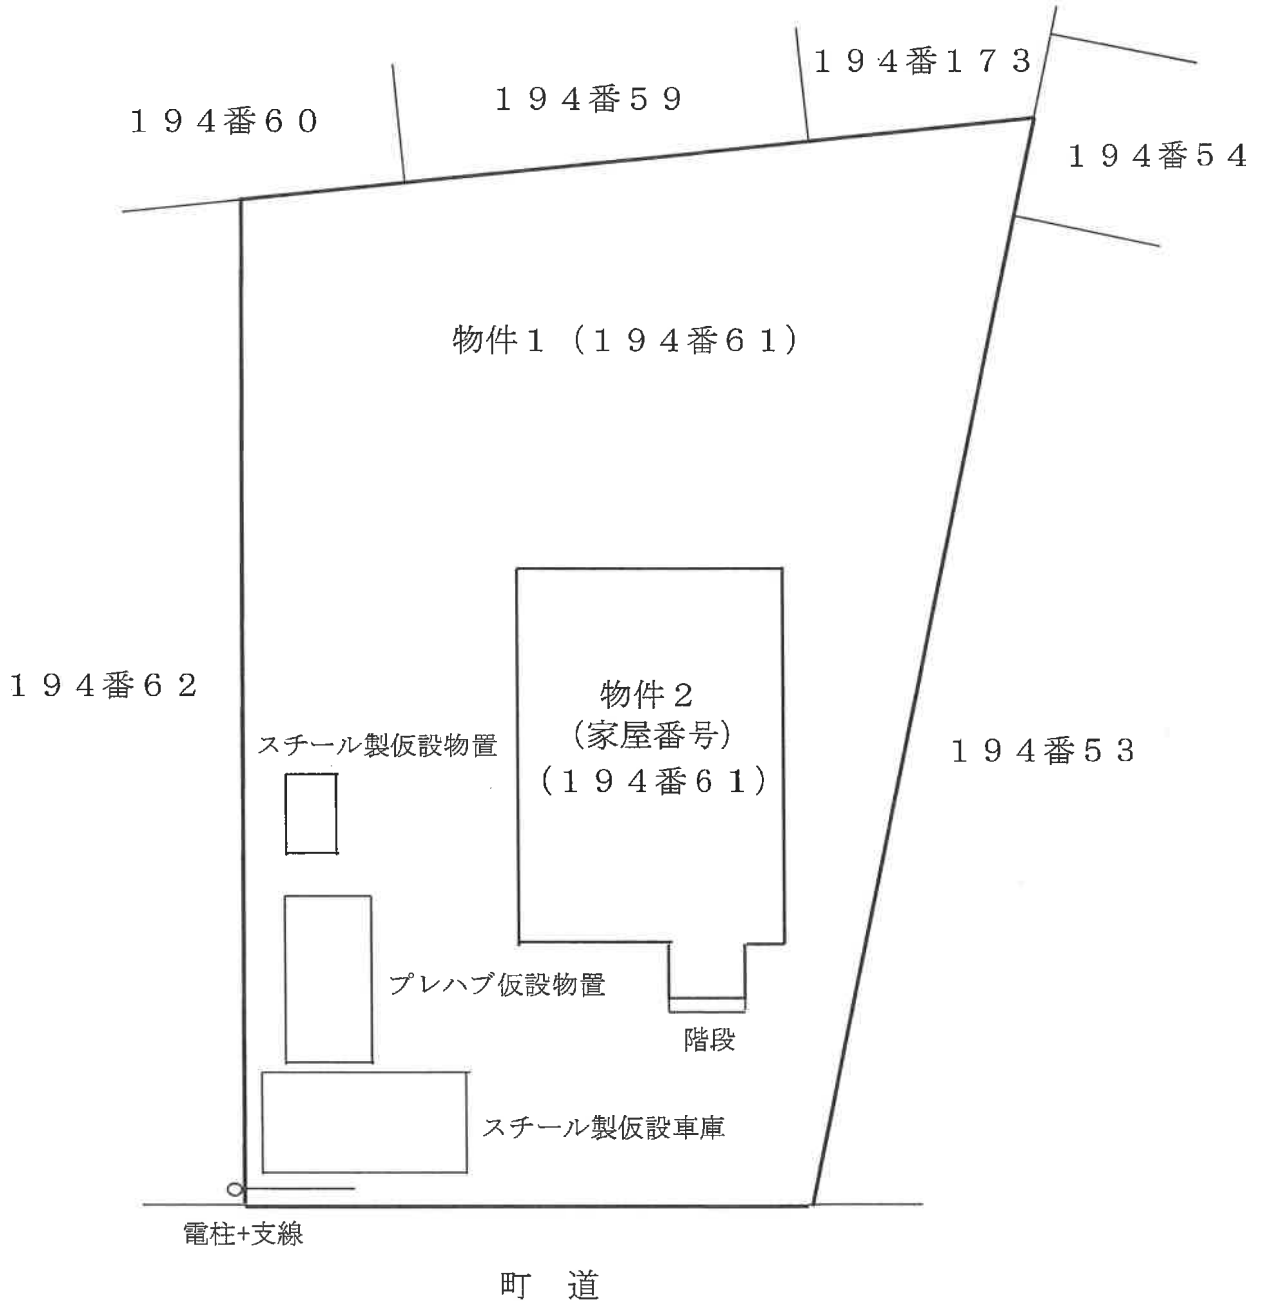 194番173
194番59
194番60
194番54
物件1(194番61)
194番62
物件2
(家屋番号)
(194番61)
スチール製仮設物置
194番53
プレハブ仮設物置
階段
スチール製仮設車庫
電柱+支線
町 道